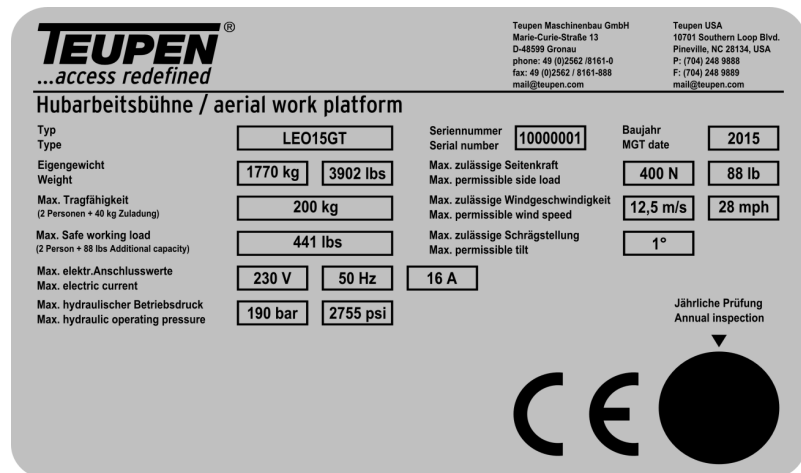 TEUPEN®
...access redefined
Teupen Maschinenbau GmbH
Marie-Curie-Straße 13
D-48599 Gronau
phone: 49 (0)2562 /8161-0
fax: 49 (0)2562 / 8161-888
mail@teupen.com
Teupen USA
10701 Southern Loop Blvd.
Pineville, NC 28134, USA
P: (704) 248 9888
F: (704) 248 9889
mail@teupen.com
Hubarbeitsbühne / aerial work platform
Typ
Type
LEO15GT
Seriennummer
Serial number
10000001
Baujahr
MGT date
2015
Eigengewicht
Weight
1770 kg 3902 lbs
Max. zulässige Seitenkraft
Max. permissible side load
400 N 88 lb
Max. Tragfähigkeit
(2 Personen + 40 kg Zuladung)
200 kg
Max. zulässige Windgeschwindigkeit
Max. permissible wind speed
12,5 m/s 28 mph
Max. Safe working load
(2 Person + 88 lbs Additional capacity)
441 lbs
Max. zulässige Schrägstellung
Max. permissible tilt
1°
Max. elektr.Anschlusswerte
Max. electric current
230 V 50 Hz 16 A
Max. hydraulischer Betriebsdruck
Max. hydraulic operating pressure
190 bar 2755 psi
Jährliche Prüfung
Annual inspection
CE